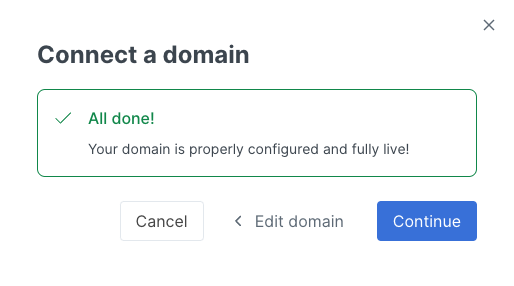 Connect a domain
All done!
Your domain is properly configured and fully live!
Cancel
Edit domain
Continue